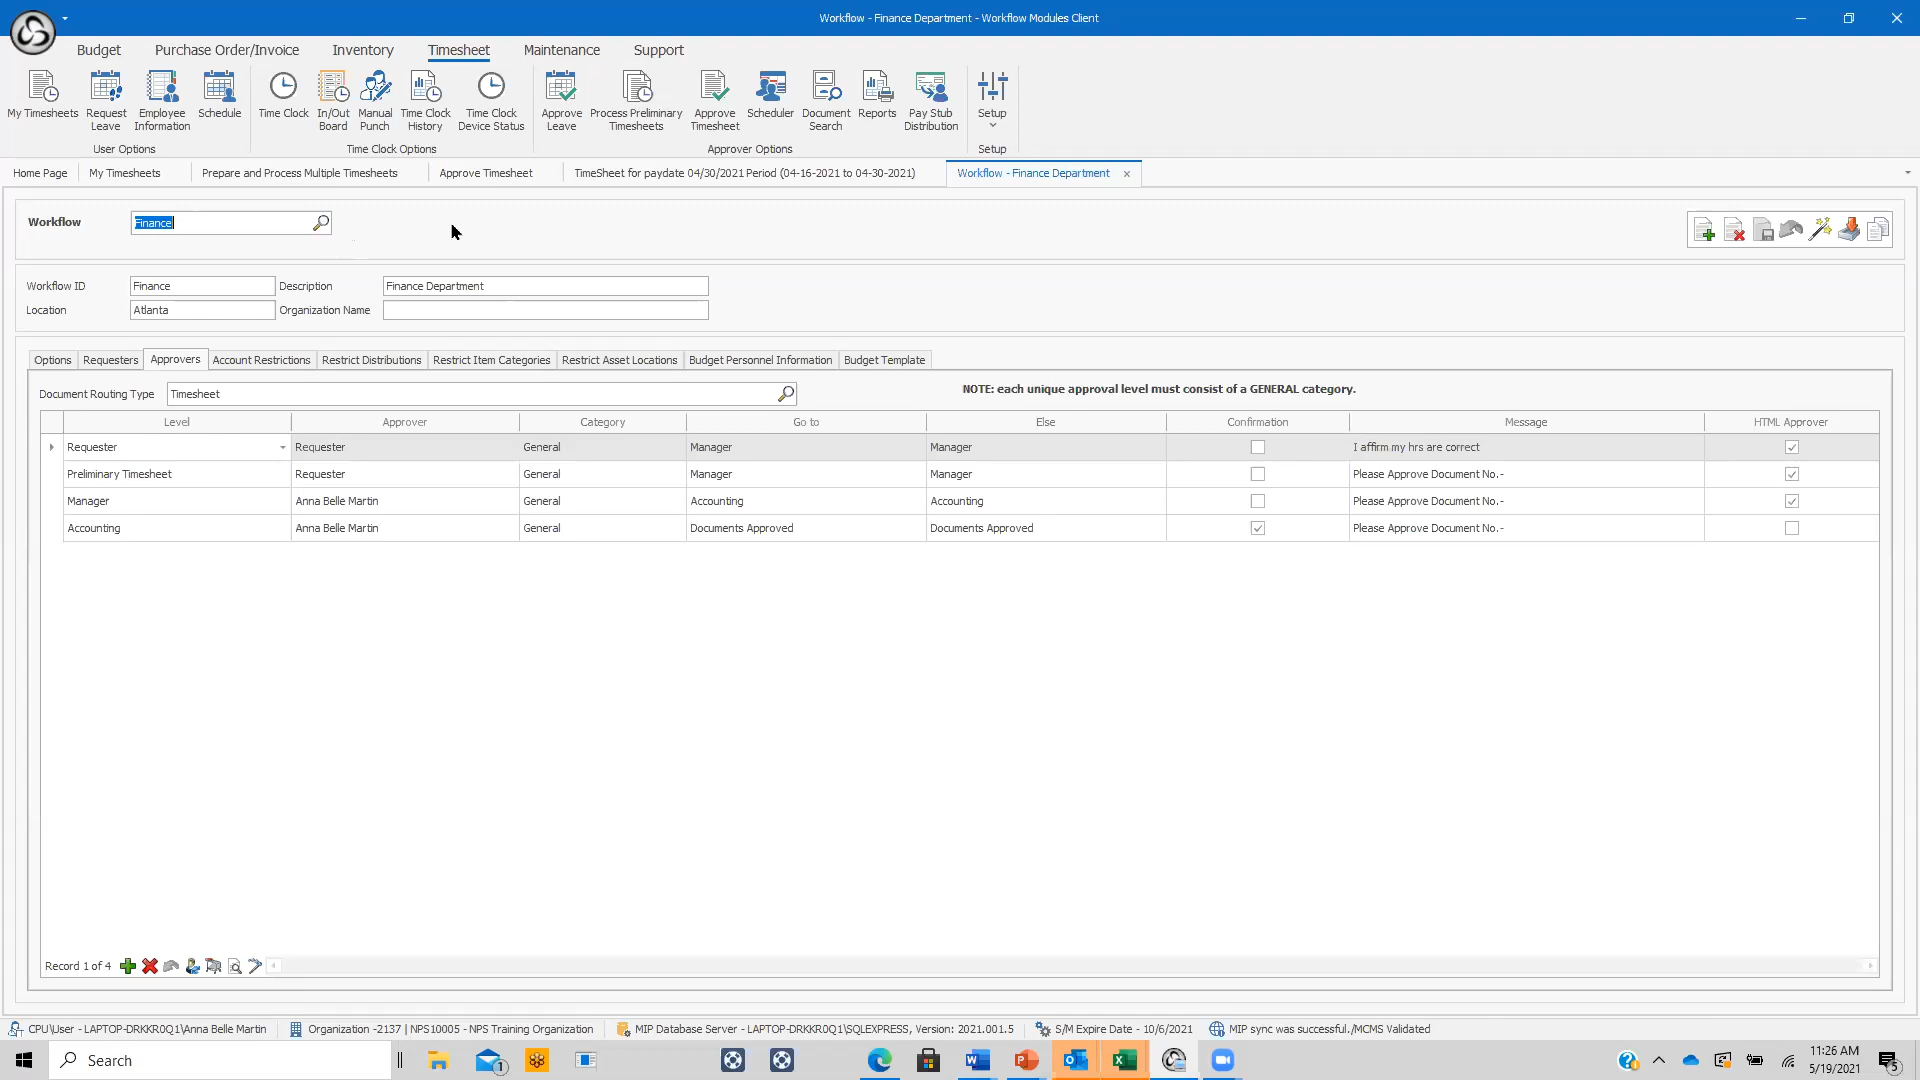 Workflow - Finance Department - Workflow Modules Client
Budget Purchase Order/Invoice Inventory Timesheet Maintenance Support
My Timesheets
Request Leave
Employee Information
Schedule
User Options
Time Clock
In/Out Board
Manual Punch
Time Clock History
Time Clock Device Status
Time Clock Options
Approve Leave
Process Preliminary Timesheets
Approve Timesheet
Scheduler
Document Search
Reports
Pay Stub Distribution
Approver Options
Setup
Setup
Home Page My Timesheets Prepare and Process Multiple Timesheets Approve Timesheet TimeSheet for paydate 04/30/2021 Period (04-16-2021 to 04-30-2021) Workflow - Finance Department
Workflow Finance
Workflow ID Finance Description Finance Department
Location Atlanta Organization Name
Options Requesters Approvers Account Restrictions Restrict Distributions Restrict Item Categories Restrict Asset Locations Budget Personnel Information Budget Template
Document Routing Type Timesheet NOTE: each unique approval level must consist of a GENERAL category.
Level Approver Category Go to Else Confirmation Message HTML Approver
Requester Requester General Manager Manager I affirm my hrs are correct
Preliminary Timesheet Requester General Manager Manager Please Approve Document No.-
Manager Anna Belle Martin General Accounting Accounting Please Approve Document No.-
Accounting Anna Belle Martin General Documents Approved Documents Approved Please Approve Document No.-
Record 1 of 4
CPU\User - LAPTOP-DRKKR0Q1\Anna Belle Martin Organization -2137 | NPS10005 - NPS Training Organization MIP Database Server - LAPTOP-DRKKR0Q1\SQLEXPRESS, Version: 2021.001.5 S/M Expire Date - 10/6/2021 MIP sync was successful./MCMS Validated
Search
1
11:26 AM
5/19/2021
5